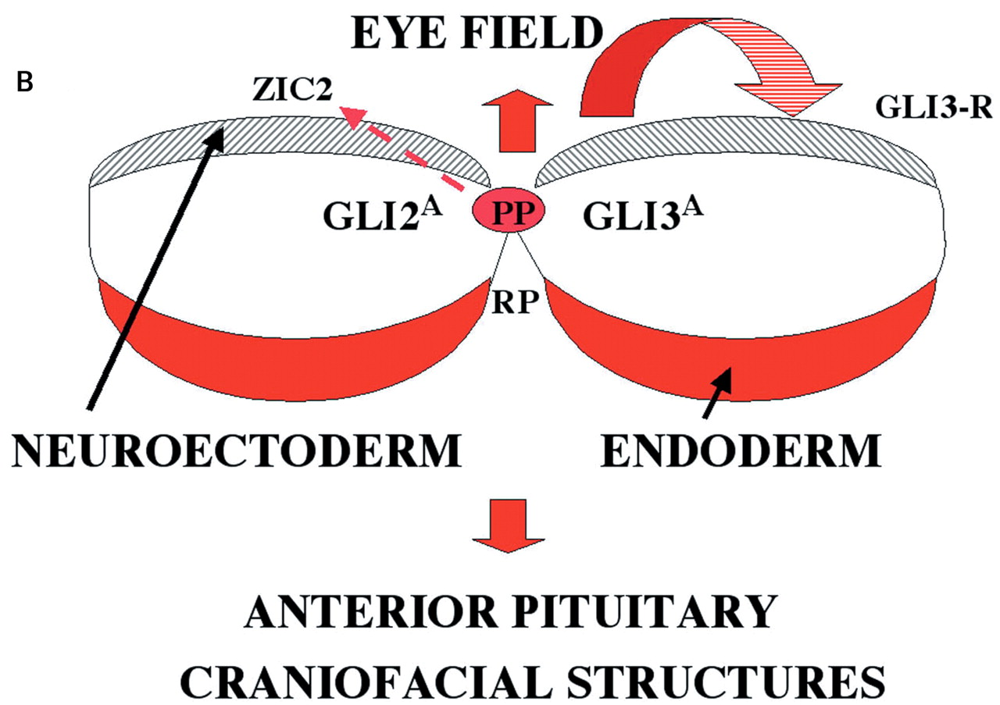 EYE FIELD
B
ZIC2
GLI3-R
GLI2A
PP
GLI3A
RP
NEUROECTODERM
ENDODERM
ANTERIOR PITUITARY
CRANIOFACIAL STRUCTURES